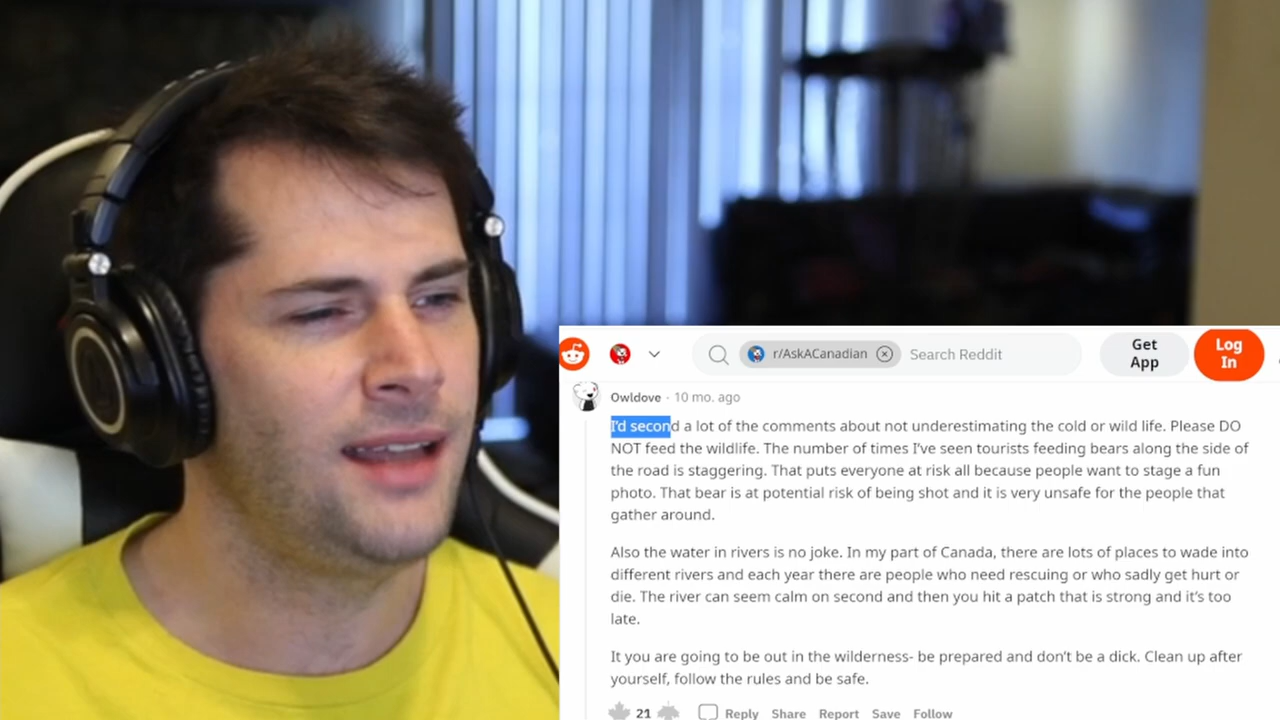 r/AskACanadian
Search Reddit
Get
App
Log
In
Owldove · 10 mo. ago
I'd second a lot of the comments about not underestimating the cold or wild life. Please DO
NOT feed the wildlife. The number of times I've seen tourists feeding bears along the side of
the road is staggering. That puts everyone at risk all because people want to stage a fun
photo. That bear is at potential risk of being shot and it is very unsafe for the people that
gather around.
Also the water in rivers is no joke. In my part of Canada, there are lots of places to wade into
different rivers and each year there are people who need rescuing or who sadly get hurt or
die. The river can seem calm on second and then you hit a patch that is strong and it's too
late.
It you are going to be out in the wilderness- be prepared and don't be a dick. Clean up after
yourself, follow the rules and be safe.
21 Reply Share Report Save Follow